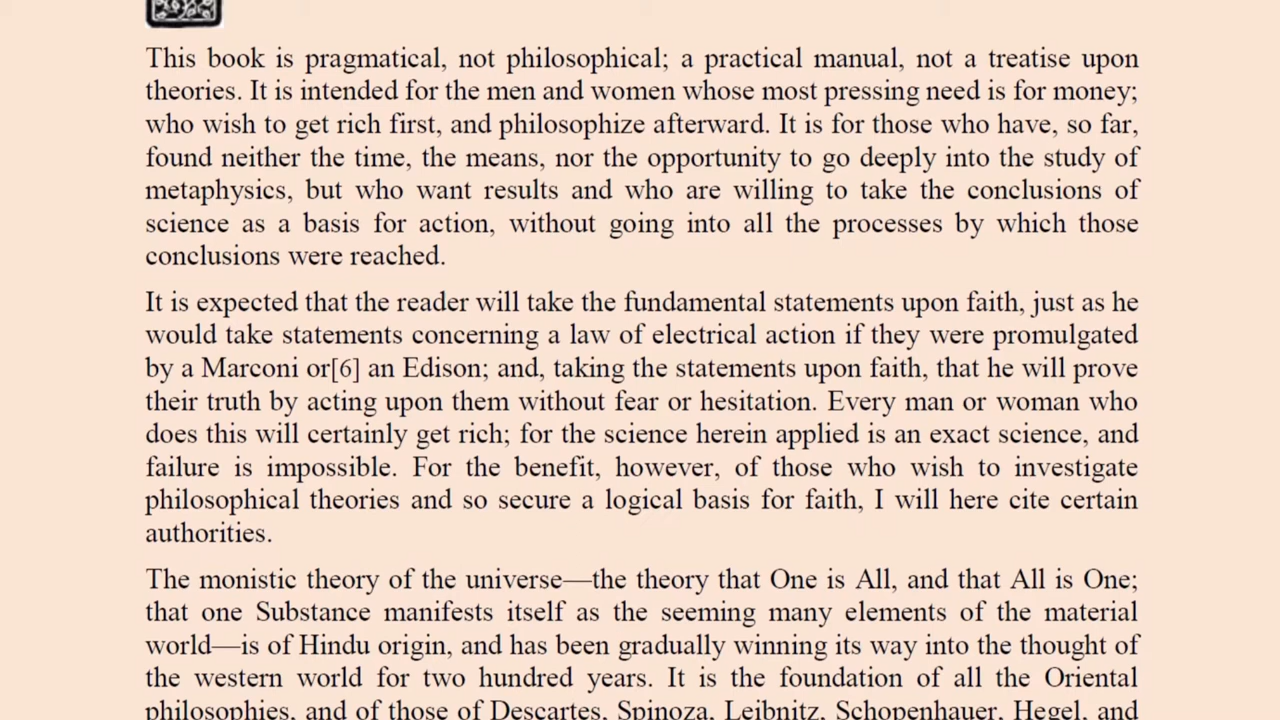 This book is pragmatical, not philosophical; a practical manual, not a treatise upon
theories. It is intended for the men and women whose most pressing need is for money;
who wish to get rich first, and philosophize afterward. It is for those who have, so far,
found neither the time, the means, nor the opportunity to go deeply into the study of
metaphysics, but who want results and who are willing to take the conclusions of
science as a basis for action, without going into all the processes by which those
conclusions were reached.
It is expected that the reader will take the fundamental statements upon faith, just as he
would take statements concerning a law of electrical action if they were promulgated
by a Marconi or[6] an Edison; and, taking the statements upon faith, that he will prove
their truth by acting upon them without fear or hesitation. Every man or woman who
does this will certainly get rich; for the science herein applied is an exact science, and
failure is impossible. For the benefit, however, of those who wish to investigate
philosophical theories and so secure a logical basis for faith, I will here cite certain
authorities.
The monistic theory of the universe—the theory that One is All, and that All is One;
that one Substance manifests itself as the seeming many elements of the material
world—is of Hindu origin, and has been gradually winning its way into the thought of
the western world for two hundred years. It is the foundation of all the Oriental
philosophies, and of those of Descartes, Spinoza, Leibnitz, Schopenhauer, Hegel, and